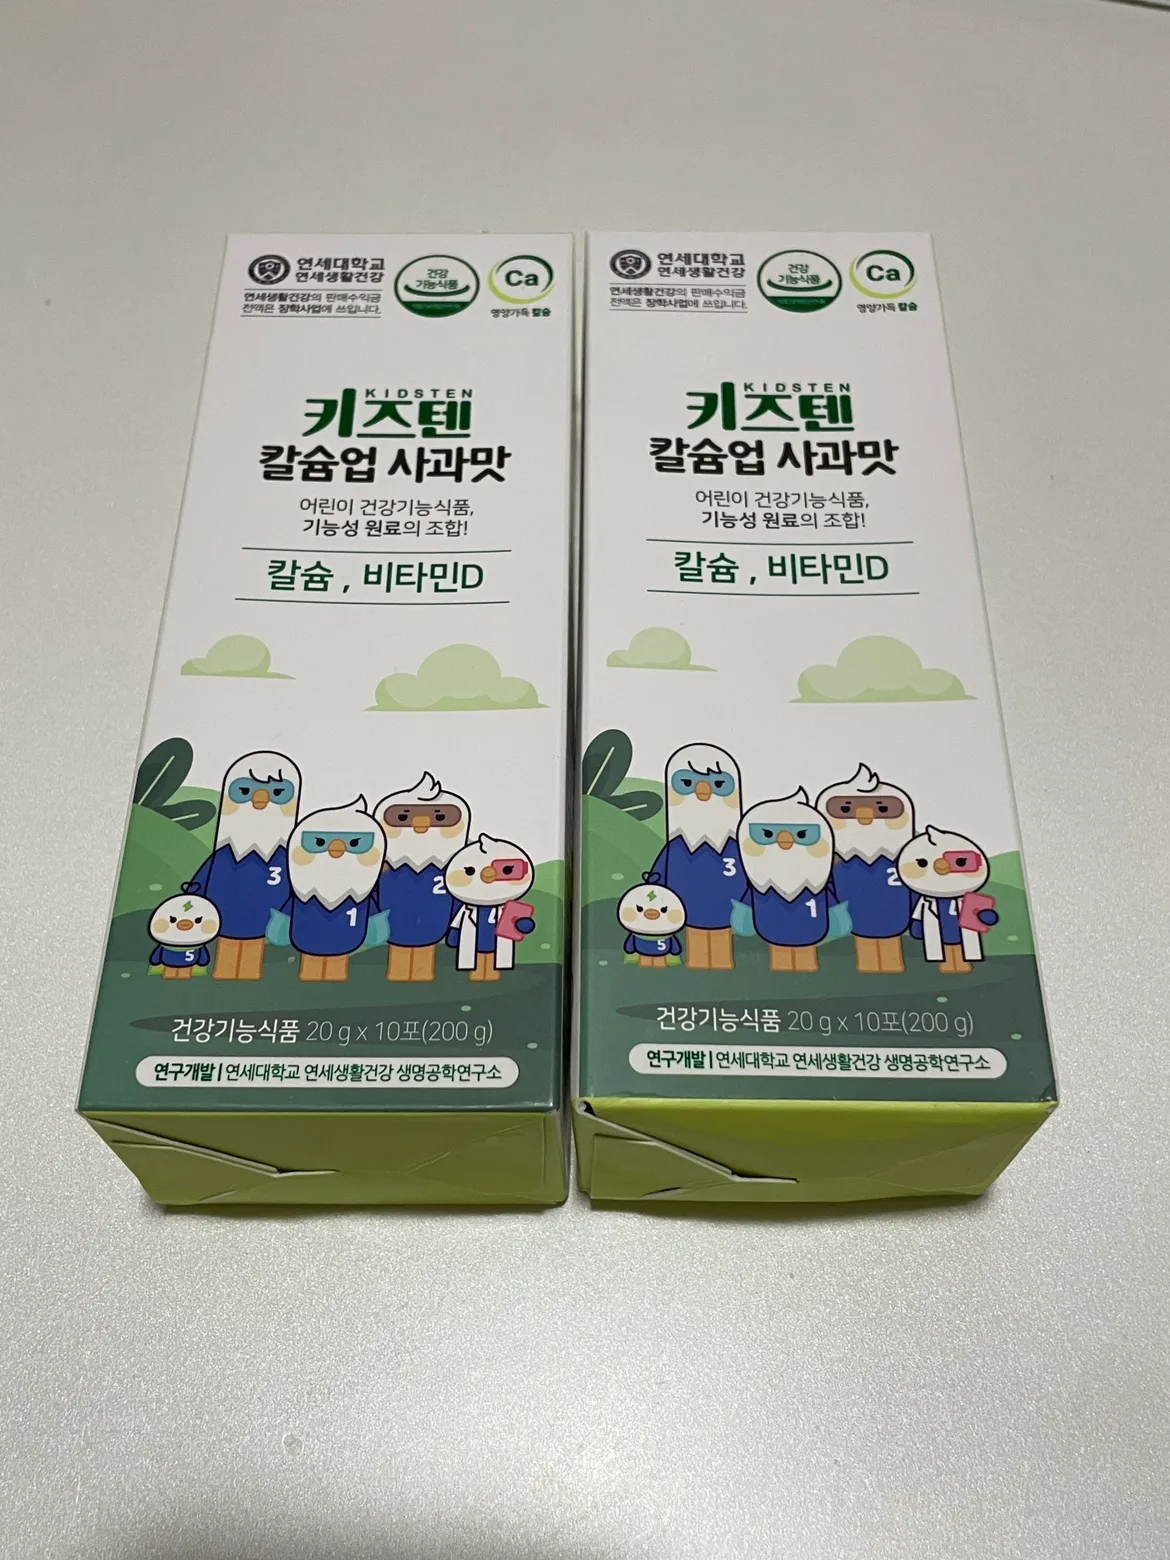 연세대학교
연세생활건강
연세생활건강의 판매수익금
전액은 장학사업에 쓰입니다.
건강
기능식품
Ca
영양가득 칼슘
KIDSTEN
키즈텐
칼슘업 사과맛
어린이 건강기능식품,
기능성 원료의 조합!
칼슘 , 비타민D
3
1
2
4
5
건강기능식품 20 g x 10포(200 g)
연구개발 | 연세대학교 연세생활건강 생명공학연구소
연세대학교
연세생활건강
연세생활건강의 판매수익금
전액은 장학사업에 쓰입니다.
건강
기능식품
Ca
영양가득 칼슘
KIDSTEN
키즈텐
칼슘업 사과맛
어린이 건강기능식품,
기능성 원료의 조합!
칼슘 , 비타민D
3
1
2
4
5
건강기능식품 20 g x 10포(200 g)
연구개발 | 연세대학교 연세생활건강 생명공학연구소